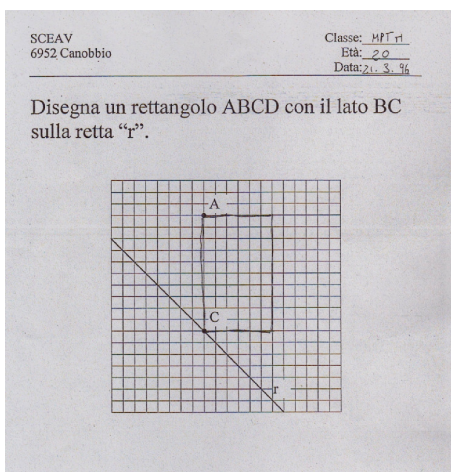 SCEAV
6952 Canobbio
Classe: MPT M
Età: 20
Data: 21. 3. 96
Disegna un rettangolo ABCD con il lato BC
sulla retta “r”.
A
C
r